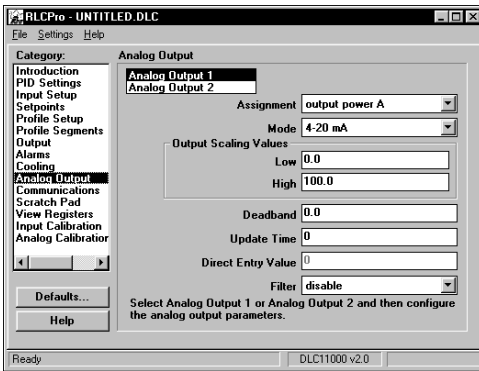 RLCPro - UNTITLED.DLC
File Settings Help
Category:
Introduction
PID Settings
Input Setup
Setpoints
Profile Setup
Profile Segments
Output
Alarms
Cooling
Analog Output
Communications
Scratch Pad
View Registers
Input Calibration
Analog Calibration
Defaults...
Help
Analog Output
Analog Output 1
Analog Output 2
Assignment output power A
Mode 4-20 mA
Output Scaling Values
Low 0.0
High 100.0
Deadband 0.0
Update Time 0
Direct Entry Value 0
Filter disable
Select Analog Output 1 or Analog Output 2 and then configure
the analog output parameters.
Ready DLC11000 v2.0